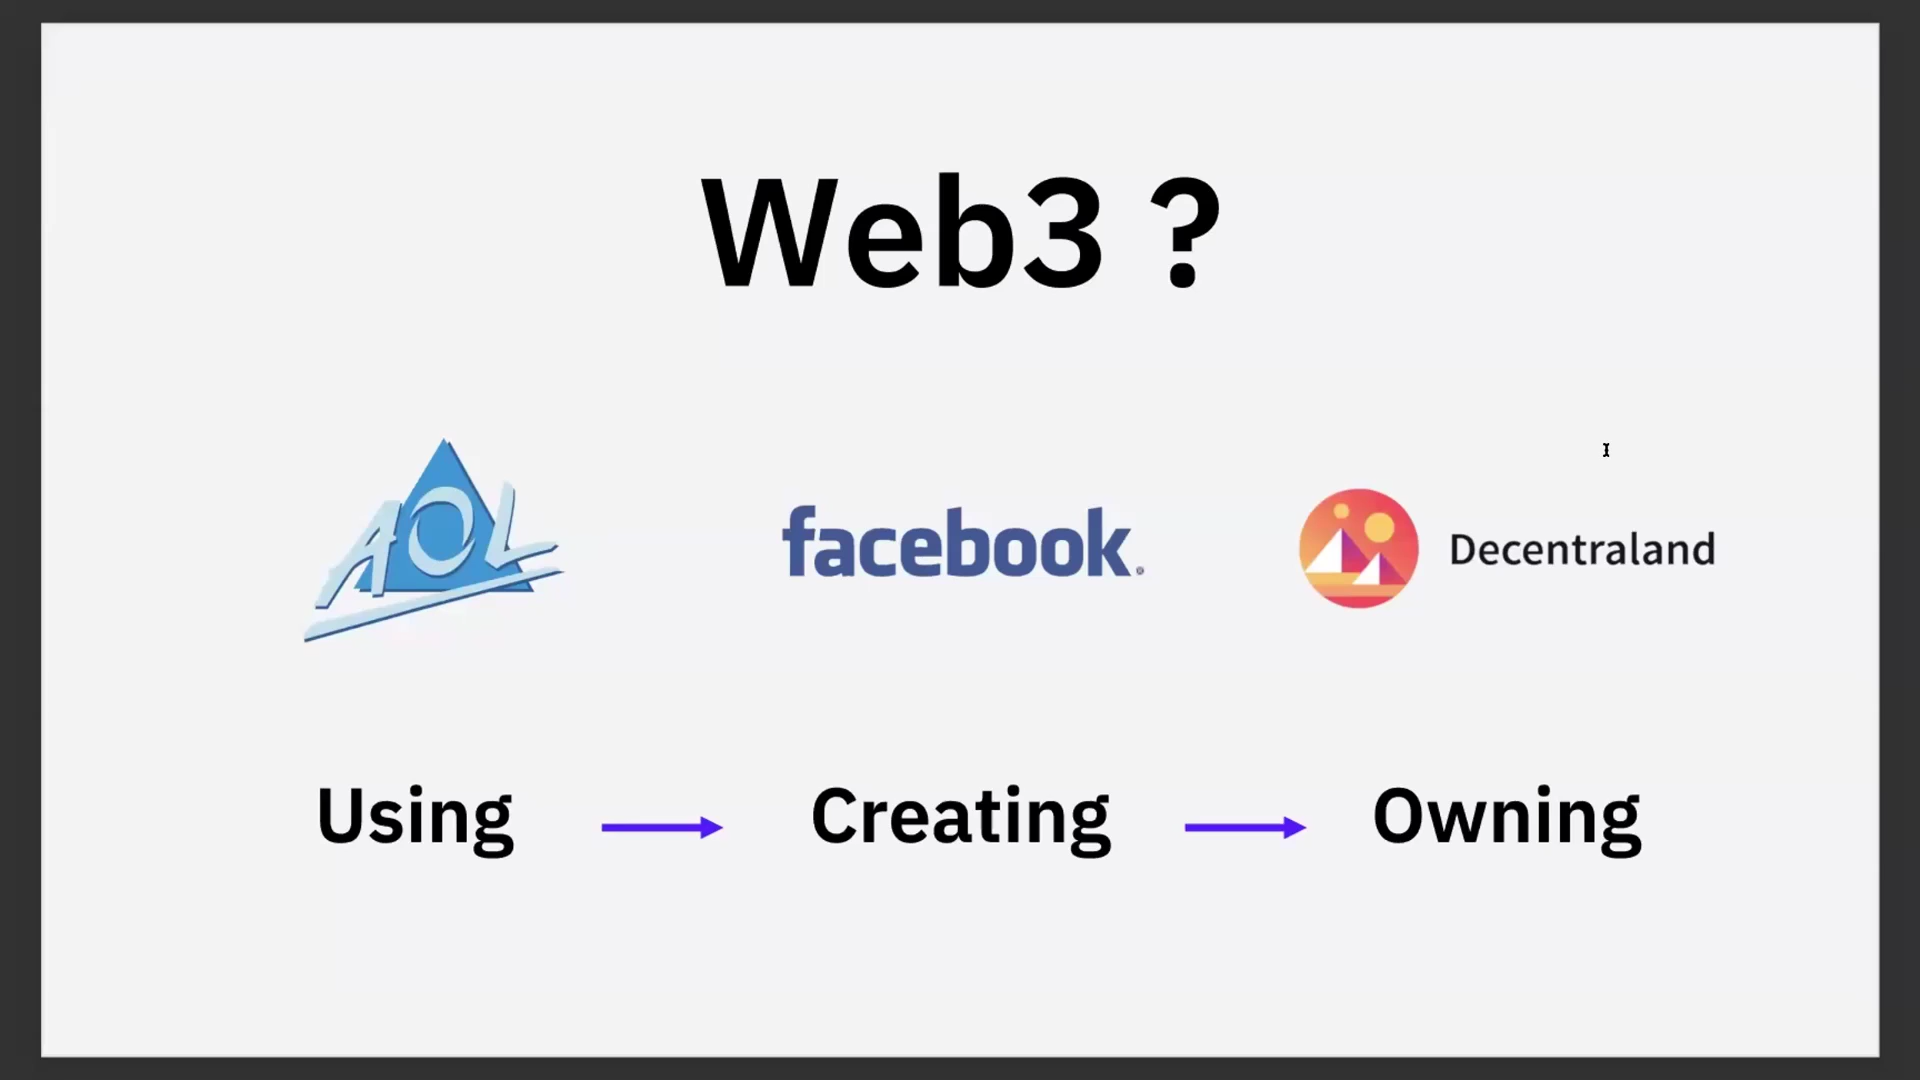 Web3 ?
AOL
facebook®
Decentraland
Using
Creating
Owning